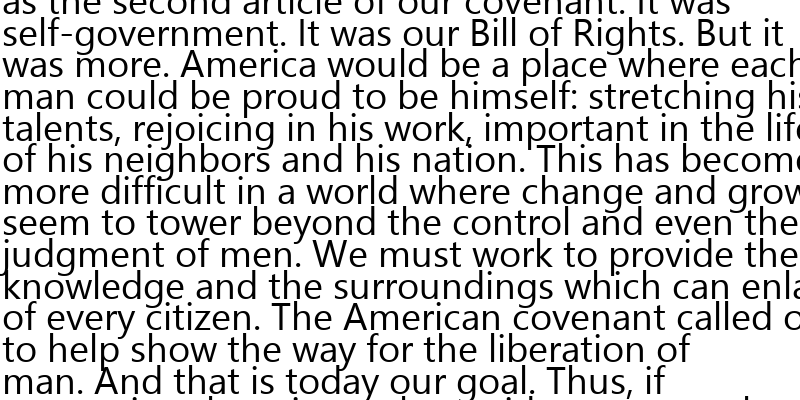 as the second article of our covenant. It was
self-government. It was our Bill of Rights. But it
was more. America would be a place where each
man could be proud to be himself: stretching his
talents, rejoicing in his work, important in the life
of his neighbors and his nation. This has become
more difficult in a world where change and
seem to tower beyond the control and even the
judgment of men. We must work to provide the
knowledge and the surroundings which can
of every citizen. The American covenant called
to help show the way for the liberation of
man. And that is today our goal. Thus, if